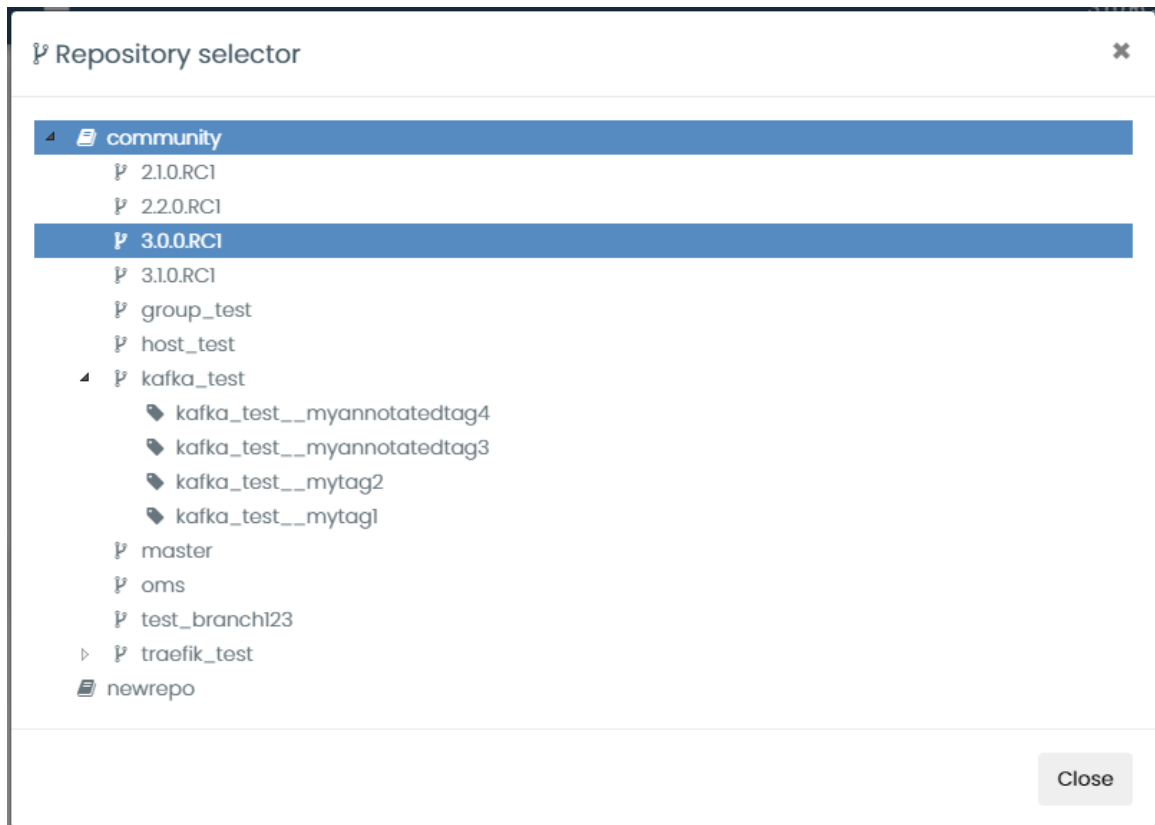 Repository selector
community
2.1.0.RC1
2.2.0.RC1
3.0.0.RC1
3.1.0.RC1
group_test
host_test
kafka_test
kafka_test__myannotatedtag4
kafka_test__myannotatedtag3
kafka_test__mytag2
kafka_test__mytag1
master
oms
test_branch123
traefik_test
newrepo
Close